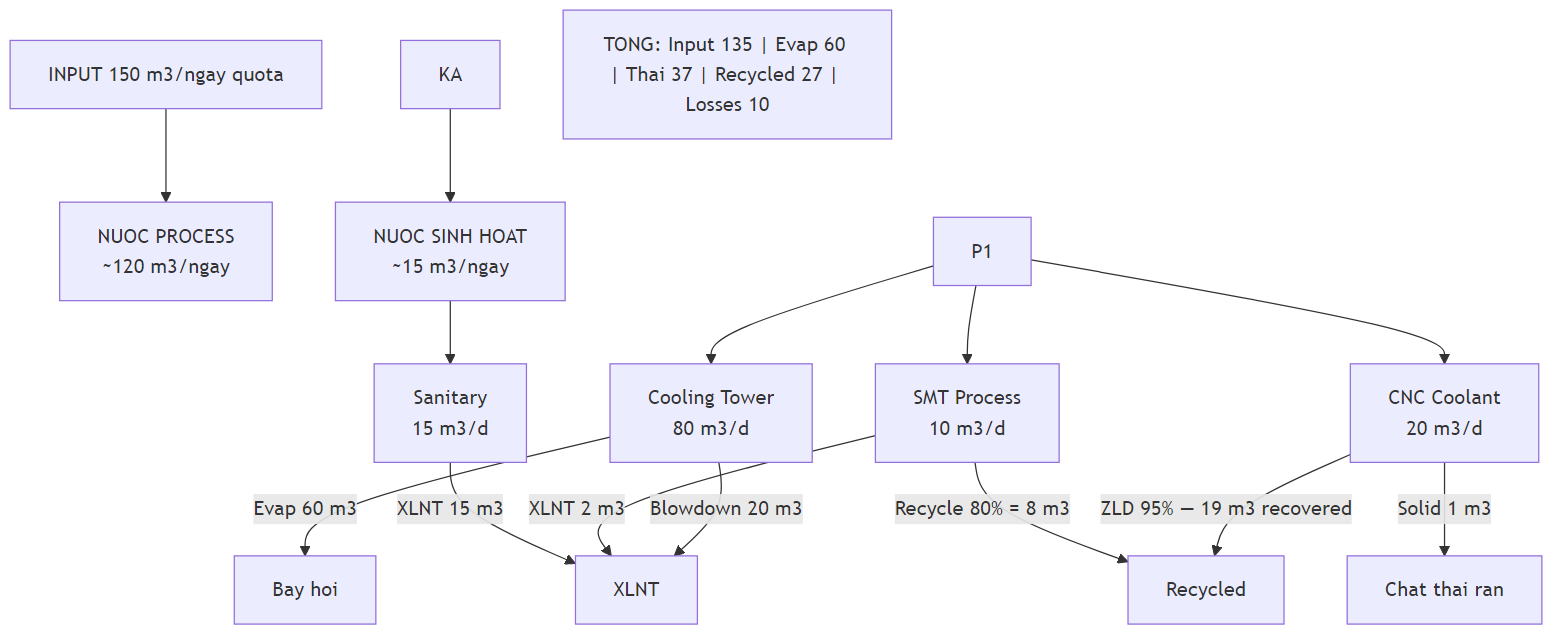 INPUT 150 m3/ngay quota
KA
TONG: Input 135 | Evap 60
| Thai 37 | Recycled 27 |
Losses 10
NUOC PROCESS
~120 m3/ngay
NUOC SINH HOAT
~15 m3/ngay
P1
Sanitary
15 m3/d
Cooling Tower
80 m3/d
SMT Process
10 m3/d
CNC Coolant
20 m3/d
Evap 60 m3
XLNT 15 m3
XLNT 2 m3
Blowdown 20 m3
Recycle 80% = 8 m3
ZLD 95% — 19 m3 recovered
Solid 1 m3
Bay hoi
XLNT
Recycled
Chat thai ran